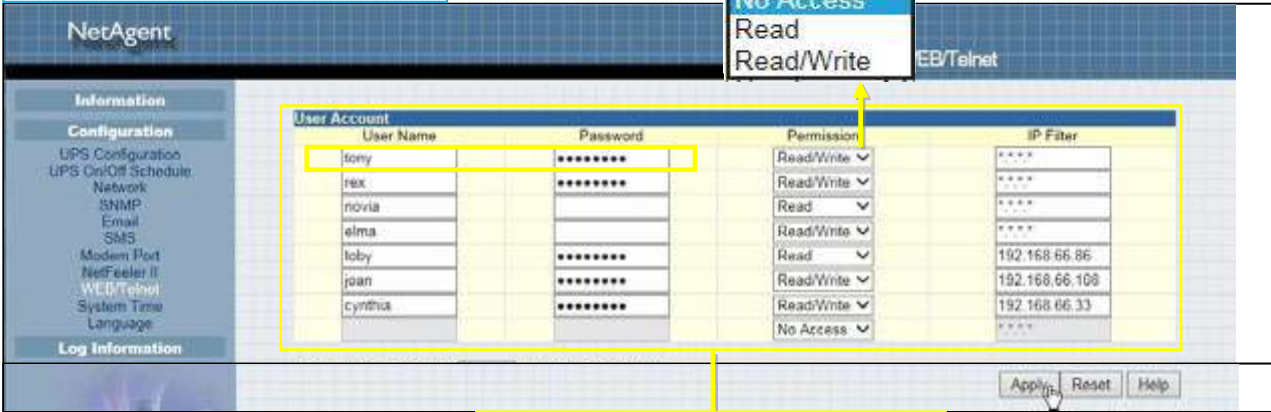 NetAgent
No Access
Read
Read/Write
WEB/Telnet
Information
Configuration
UPS Configuration
UPS On/Off Schedule
Network
SNMP
Email
SMS
Modem Port
NetFeeler II
WEB/Telnet
System Time
Language
Log Information
User Account
User Name Password Permission IP Filter
tony •••••••• Read/Write *.*.*.*
rex •••••••• Read/Write *.*.*.*
novia Read *.*.*.*
elma Read/Write *.*.*.*
toby •••••••• Read 192.168.66.86
joan •••••••• Read/Write 192.168.66.108
cynthia •••••••• Read/Write 192.168.66.33
No Access *.*.*.*
Apply Reset Help